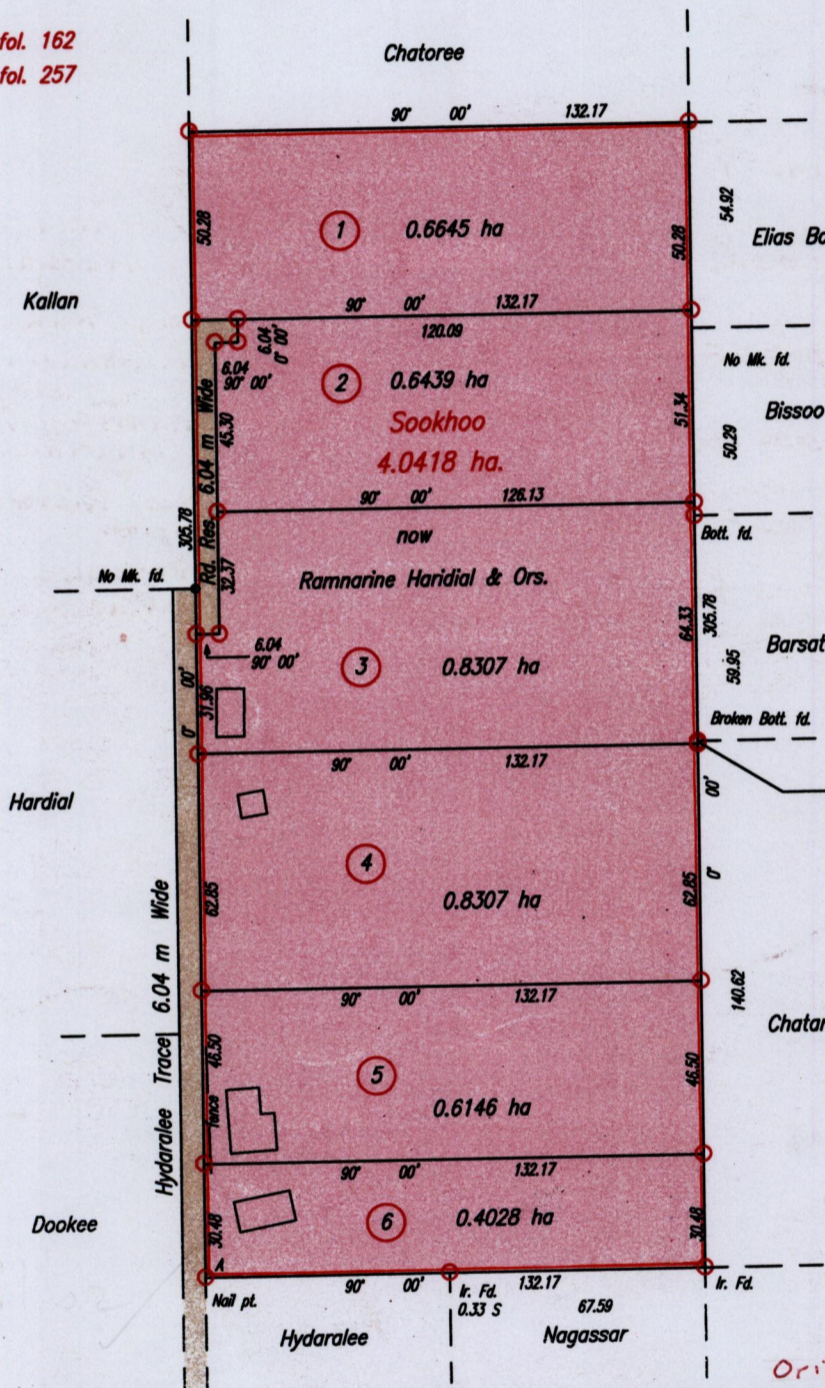 fol. 162
fol. 257
Chatoree
90° 00' 132.17
50.28
1 0.6645 ha
50.28
54.92
Elias
Kallan
90° 00' 132.17
120.09
6.04
0° 00'
6.04
90° 00'
2 0.6439 ha
Sookhoo
4.0418 ha.
No Mk. fd.
Bissoo
51.34
50.29
45.30
305.78
Rd. Res. 6.04 m Wide
90° 00' 126.13
now
Ramnarine Haridial & Ors.
Bott. fd.
No Mk. fd.
32.37
64.33
305.78
59.95
Barsat
6.04
90° 00'
3 0.8307 ha
0° 00'
31.96
Broken Bott. fd.
90° 00' 132.17
Hardial
0° 00'
4
0.8307 ha
62.85
62.85
Hydaralee Trace 6.04 m Wide
90° 00' 132.17
140.62
Chatar
46.50
fence
5
0.6146 ha
46.50
90° 00' 132.17
Dookee
30.48
6 0.4028 ha
30.48
A
90° 00' 132.17
Nail pt.
Ir. Fd.
0.33 S
67.59
Ir. Fd.
Hydaralee
Nagassar